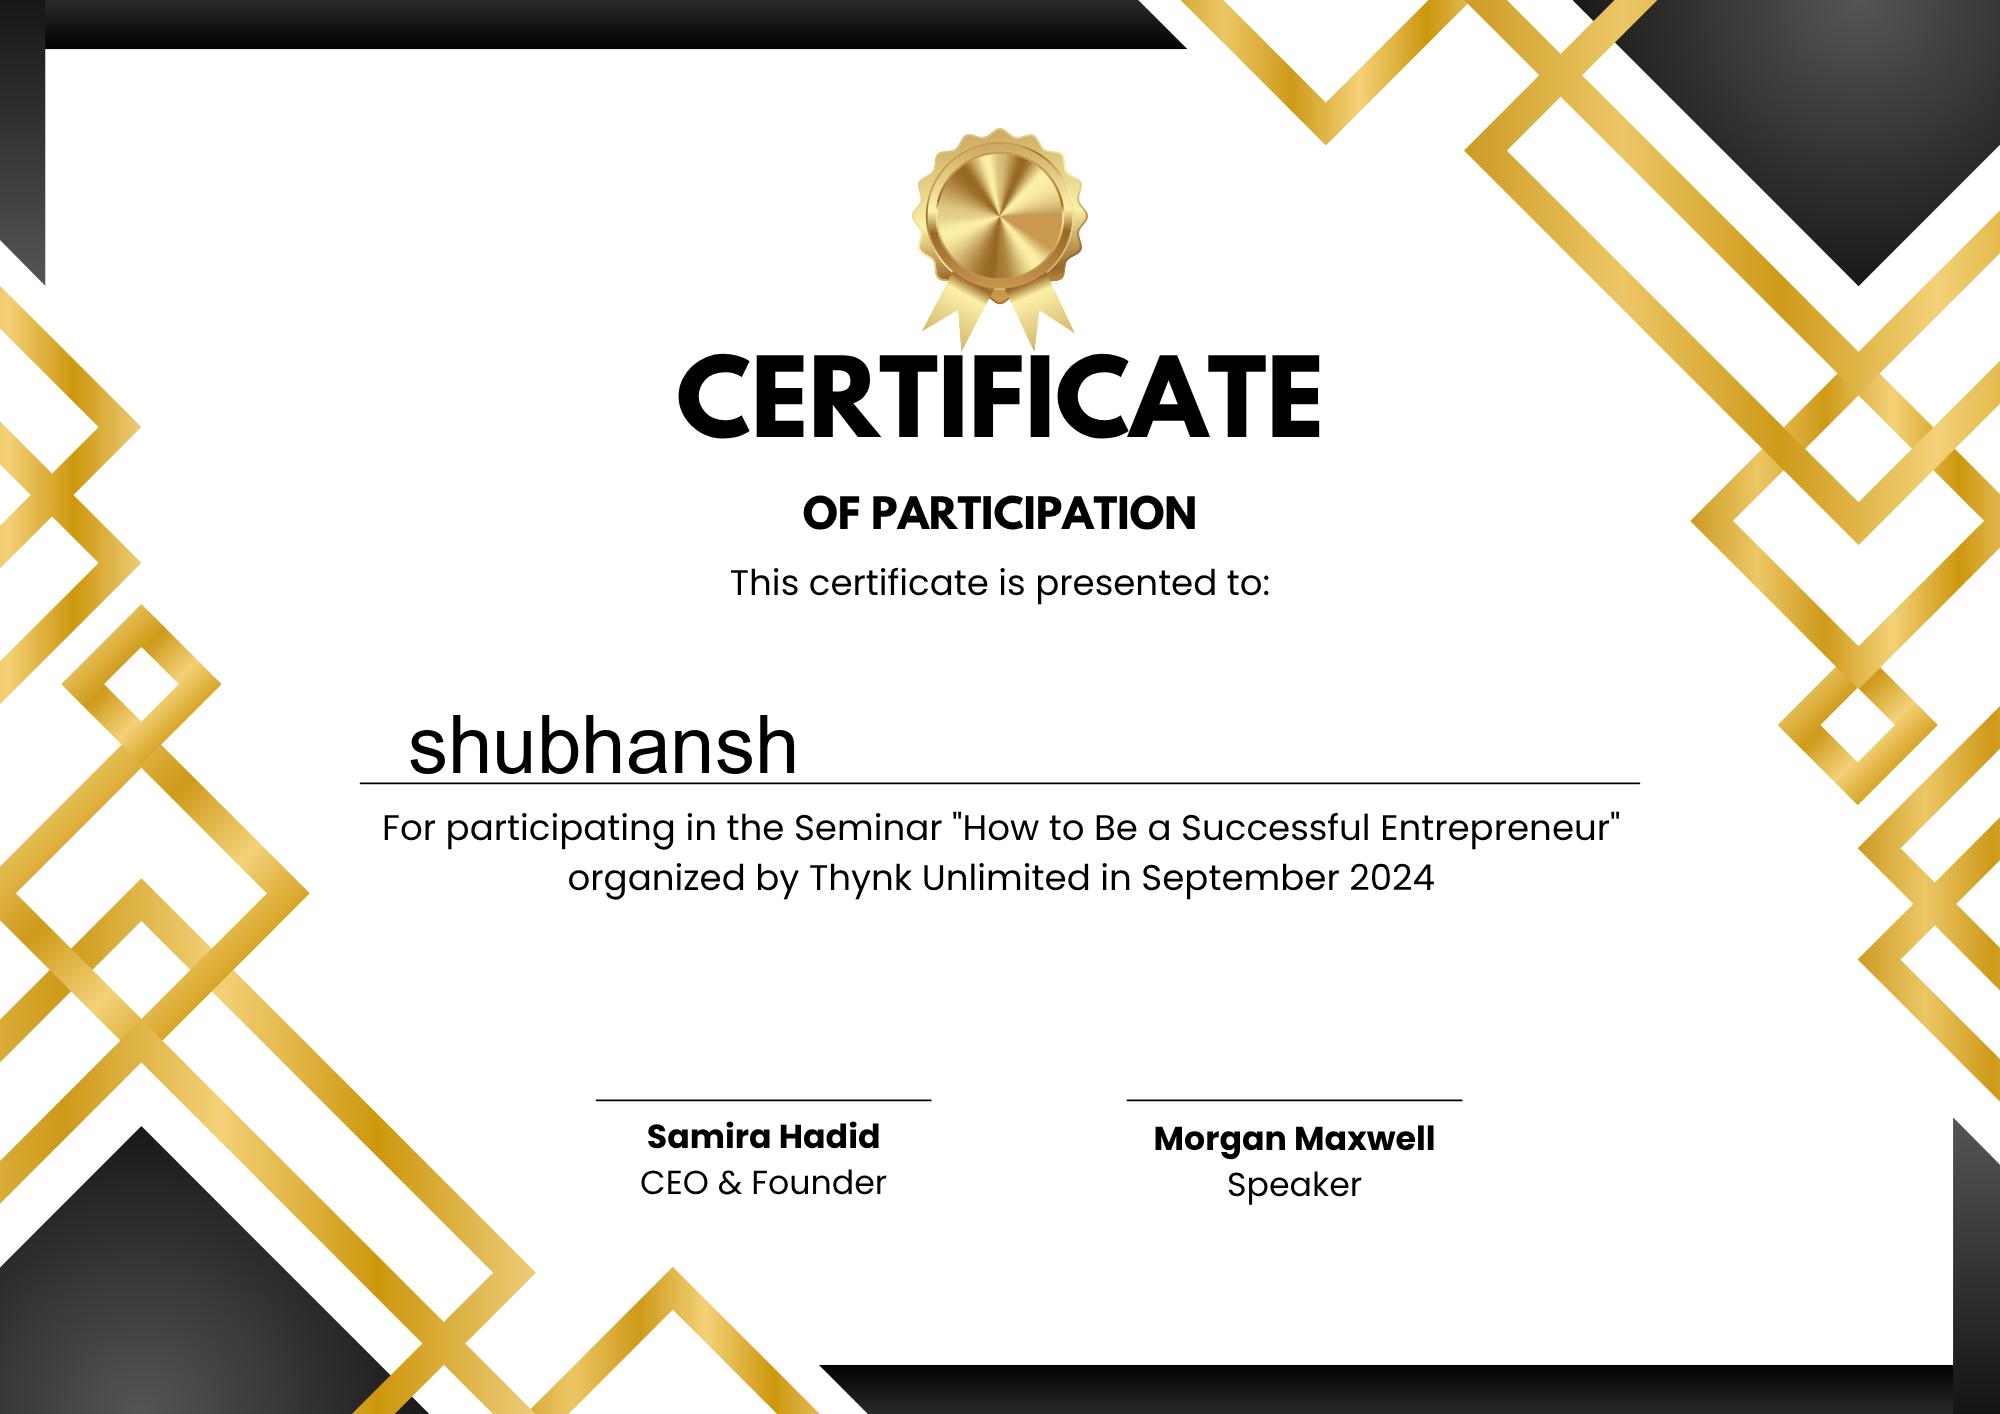 CERTIFICATE
OF PARTICIPATION
This certificate is presented to:
shubhansh
For participating in the Seminar "How to Be a Successful Entrepreneur"
organized by Thynk Unlimited in September 2024
Samira Hadid
CEO & Founder
Morgan Maxwell
Speaker